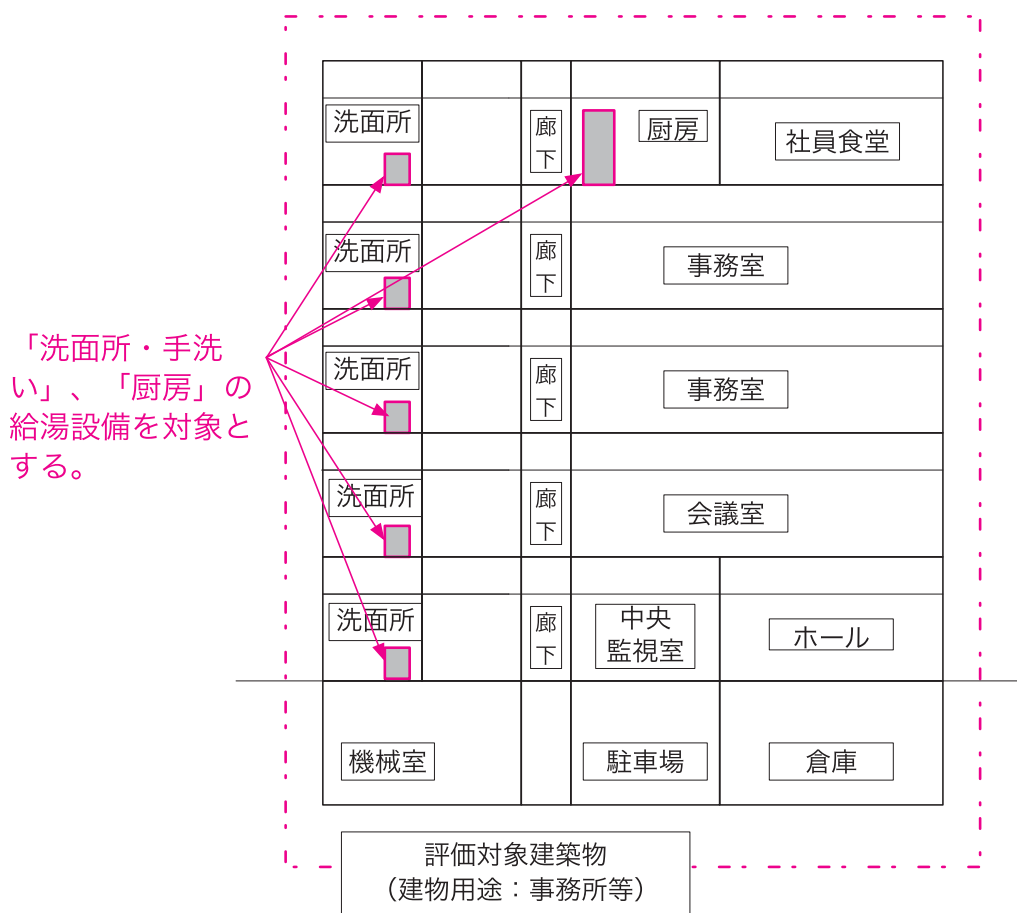 洗面所
廊
下
厨房
社員食堂
洗面所
廊
下
事務室
「洗面所・手洗
い」、「厨房」の
給湯設備を対象と
する。
洗面所
廊
下
事務室
洗面所
廊
下
会議室
洗面所
廊
下
中央
監視室
ホール
機械室
駐車場
倉庫
評価対象建築物
（建物用途：事務所等）